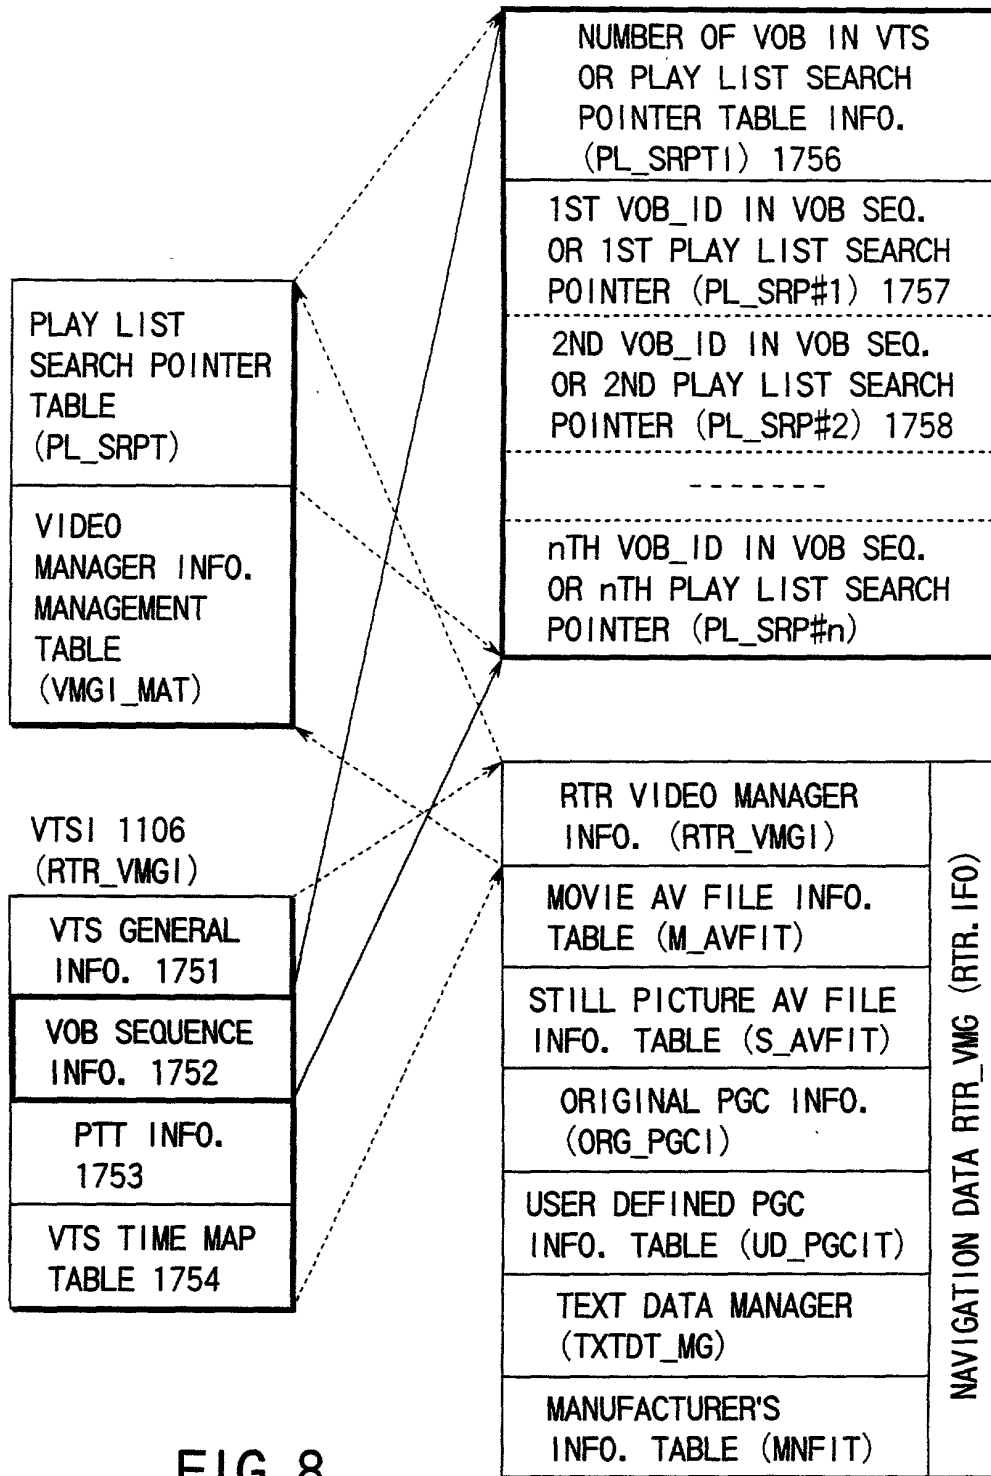 NUMBER OF VOB IN VTS
OR PLAY LIST SEARCH
POINTER TABLE INFO.
(PL_SRPTI) 1756
1ST VOB_ID IN VOB SEQ.
OR 1ST PLAY LIST SEARCH
POINTER (PL_SRP#1) 1757
2ND VOB_ID IN VOB SEQ.
OR 2ND PLAY LIST SEARCH
POINTER (PL_SRP#2) 1758
-------
nTH VOB_ID IN VOB SEQ.
OR nTH PLAY LIST SEARCH
POINTER (PL_SRP#n)
PLAY LIST
SEARCH POINTER
TABLE
(PL_SRPT)
VIDEO
MANAGER INFO.
MANAGEMENT
TABLE
(VMGI_MAT)
VTSI 1106
(RTR_VMGI)
VTS GENERAL
INFO. 1751
VOB SEQUENCE
INFO. 1752
PTT INFO.
1753
VTS TIME MAP
TABLE 1754
RTR VIDEO MANAGER
INFO. (RTR_VMGI)
MOVIE AV FILE INFO.
TABLE (M_AVFIT)
STILL PICTURE AV FILE
INFO. TABLE (S_AVFIT)
ORIGINAL PGC INFO.
(ORG_PGCI)
USER DEFINED PGC
INFO. TABLE (UD_PGCIT)
TEXT DATA MANAGER
(TXTDT_MG)
MANUFACTURER'S
INFO. TABLE (MNFIT)
NAVIGATION DATA RTR_VMG (RTR.IFO)
FIG. 8